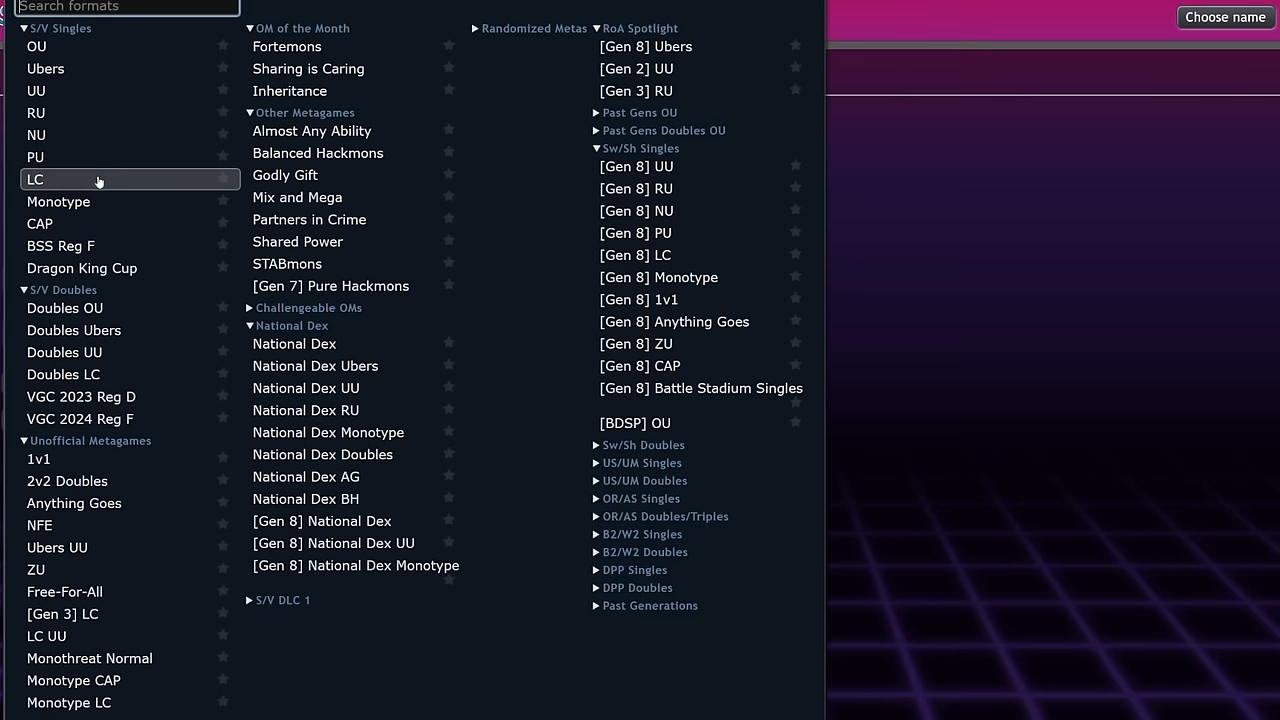 Search formats
Choose name
S/V Singles
OU
Ubers
UU
RU
NU
PU
LC
Monotype
CAP
BSS Reg F
Dragon King Cup
S/V Doubles
Doubles OU
Doubles Ubers
Doubles UU
Doubles LC
VGC 2023 Reg D
VGC 2024 Reg F
Unofficial Metagames
1v1
2v2 Doubles
Anything Goes
NFE
Ubers UU
ZU
Free-For-All
[Gen 3] LC
LC UU
Monothreat Normal
Monotype CAP
Monotype LC
OM of the Month
Fortemons
Sharing is Caring
Inheritance
Other Metagames
Almost Any Ability
Balanced Hackmons
Godly Gift
Mix and Mega
Partners in Crime
Shared Power
STABmons
[Gen 7] Pure Hackmons
Challengeable OMs
National Dex
National Dex
National Dex Ubers
National Dex UU
National Dex RU
National Dex Monotype
National Dex Doubles
National Dex AG
National Dex BH
[Gen 8] National Dex
[Gen 8] National Dex UU
[Gen 8] National Dex Monotype
S/V DLC 1
Randomized Metas
RoA Spotlight
[Gen 8] Ubers
[Gen 2] UU
[Gen 3] RU
Past Gens OU
Past Gens Doubles OU
Sw/Sh Singles
[Gen 8] UU
[Gen 8] RU
[Gen 8] NU
[Gen 8] PU
[Gen 8] LC
[Gen 8] Monotype
[Gen 8] 1v1
[Gen 8] Anything Goes
[Gen 8] ZU
[Gen 8] CAP
[Gen 8] Battle Stadium Singles
[BDSP] OU
Sw/Sh Doubles
US/UM Singles
US/UM Doubles
OR/AS Singles
OR/AS Doubles/Triples
B2/W2 Singles
B2/W2 Doubles
DPP Singles
DPP Doubles
Past Generations